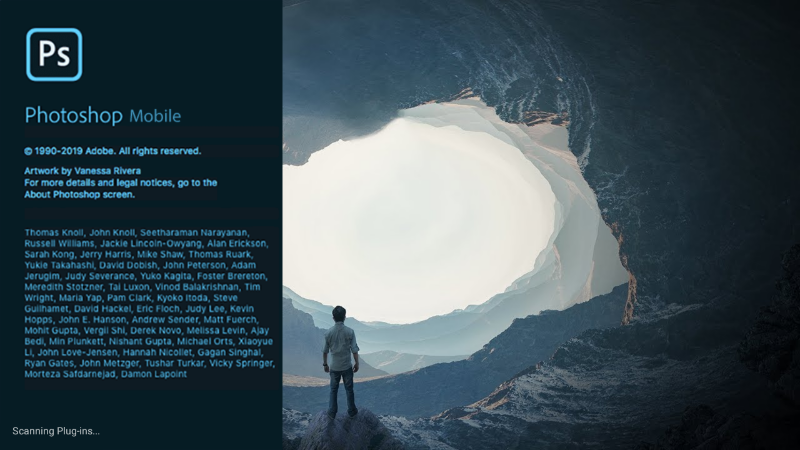 Ps
Photoshop Mobile
© 1990-2019 Adobe. All rights reserved.
Artwork by Vanessa Rivera
For more details and legal notices, go to the
About Photoshop screen.
Thomas Knoll, John Knoll, Seetharaman Narayanan,
Russell Williams, Jackie Lincoln-Owyang, Alan Erickson,
Sarah Kong, Jerry Harris, Mike Shaw, Thomas Ruark,
Yukie Takahashi, David Dobish, John Peterson, Adam
Jerugim, Judy Severance, Yuko Kagita, Foster Brereton,
Meredith Stotzner, Tai Luxon, Vinod Balakrishnan, Tim
Wright, Maria Yap, Pam Clark, Kyoko Itoda, Steve
Guilhamet, David Hackel, Eric Floch, Judy Lee, Kevin
Hopps, John E. Hanson, Andrew Sender, Matt Fuerch,
Mohit Gupta, Vergil Shi, Derek Novo, Melissa Levin, Ajay
Bedi, Min Plunkett, Nishant Gupta, Michael Orts, Xiaoyue
Li, John Love-Jensen, Hannah Nicollet, Gagan Singhal,
Ryan Gates, John Metzger, Tushar Turkar, Vicky Springer,
Morteza Safdarnejad, Damon Lapoint
Scanning Plug-ins...